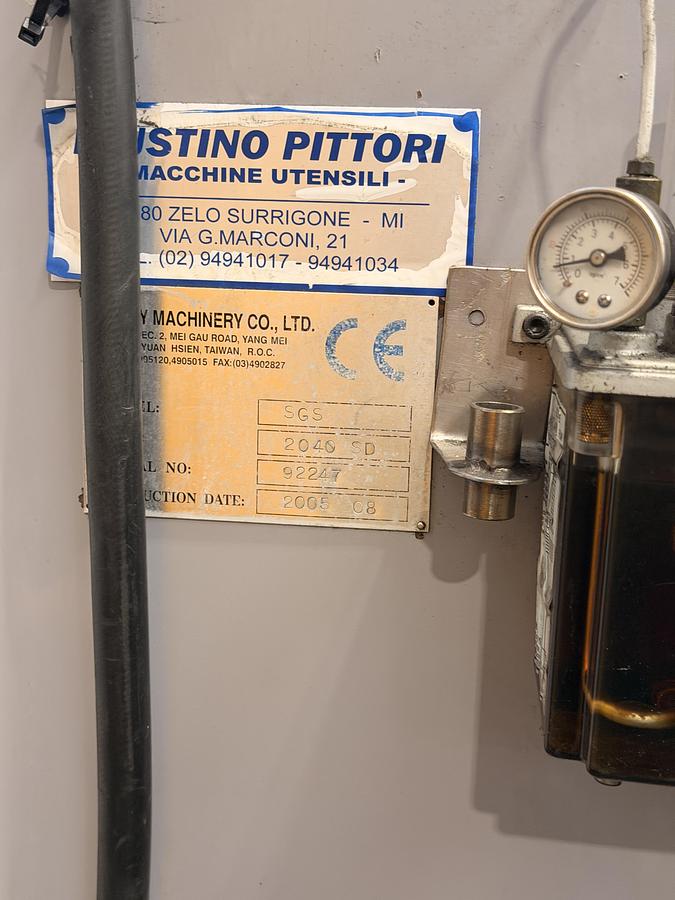 USTINO PITTORI
MACCHINE UTENSILI -
80 ZELO SURRIGONE - MI
VIA G.MARCONI, 21
. (02) 94941017 - 94941034
Y MACHINERY CO., LTD.
EC. 2, MEI GAU ROAD, YANG MEI
YUAN HSIEN, TAIWAN, R.O.C.
05120,4905015 FAX:(03)4902827
CE
EL: SGS
2040 SD
AL NO: 92247
UCTION DATE: 2005 08